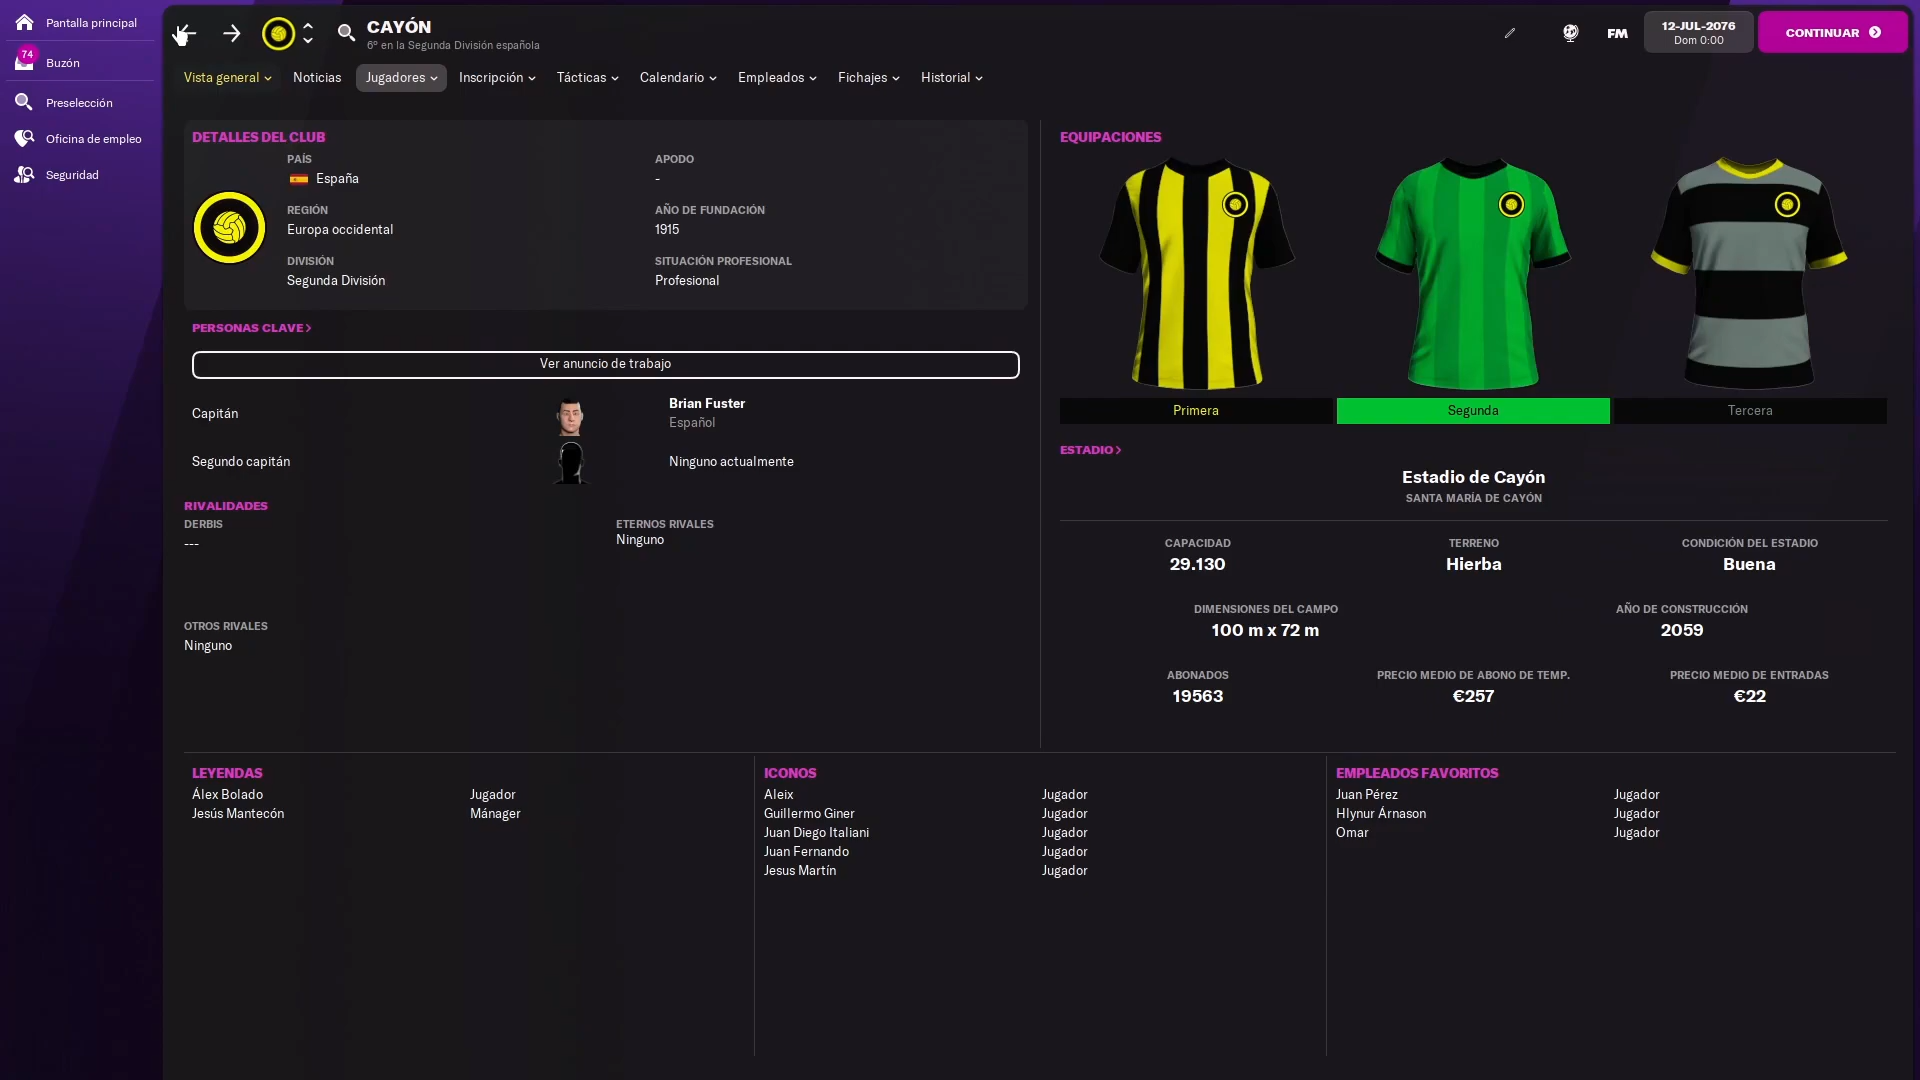 Pantalla principal
74
Buzón
Preselección
Oficina de empleo
Seguridad
CAYÓN
6º en la Segunda División española
FM
12-JUL-2076
Dom 0:00
CONTINUAR
Vista general
Noticias
Jugadores
Inscripción
Tácticas
Calendario
Empleados
Fichajes
Historial
DETALLES DEL CLUB
PAÍS
España
APODO
-
REGIÓN
Europa occidental
AÑO DE FUNDACIÓN
1915
DIVISIÓN
Segunda División
SITUACIÓN PROFESIONAL
Profesional
PERSONAS CLAVE
Ver anuncio de trabajo
Capitán
Brian Fuster
Español
Segundo capitán
Ninguno actualmente
RIVALIDADES
DERBIS
---
ETERNOS RIVALES
Ninguno
OTROS RIVALES
Ninguno
EQUIPACIONES
Primera
Segunda
Tercera
ESTADIO
Estadio de Cayón
SANTA MARÍA DE CAYÓN
CAPACIDAD
29.130
TERRENO
Hierba
CONDICIÓN DEL ESTADIO
Buena
DIMENSIONES DEL CAMPO
100 m x 72 m
AÑO DE CONSTRUCCIÓN
2059
ABONADOS
19563
PRECIO MEDIO DE ABONO DE TEMP.
€257
PRECIO MEDIO DE ENTRADAS
€22
LEYENDAS
Álex Bolado Jugador
Jesús Mantecón Mánager
ICONOS
Aleix Jugador
Guillermo Giner Jugador
Juan Diego Italiani Jugador
Juan Fernando Jugador
Jesus Martín Jugador
EMPLEADOS FAVORITOS
Juan Pérez Jugador
Hlynur Árnason Jugador
Omar Jugador